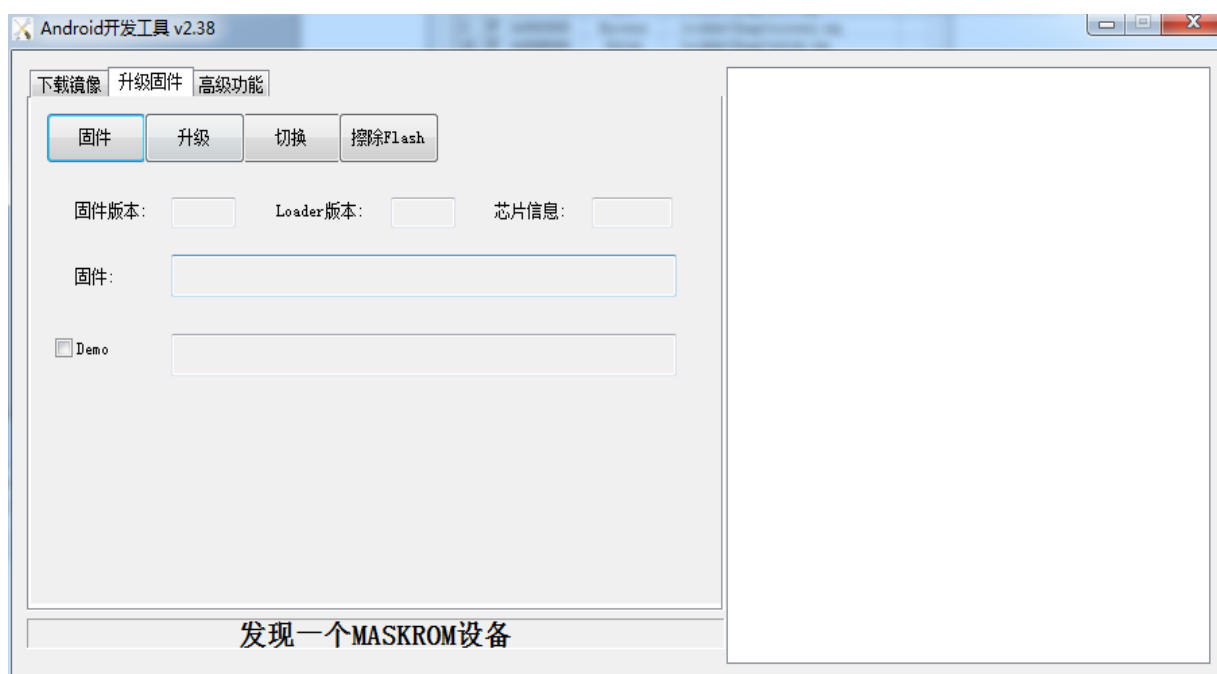 Android开发工具 v2.38
下载镜像 升级固件 高级功能
固件 升级 切换 擦除Flash
固件版本: Loader版本: 芯片信息:
固件:
Demo
发现一个MASKROM设备